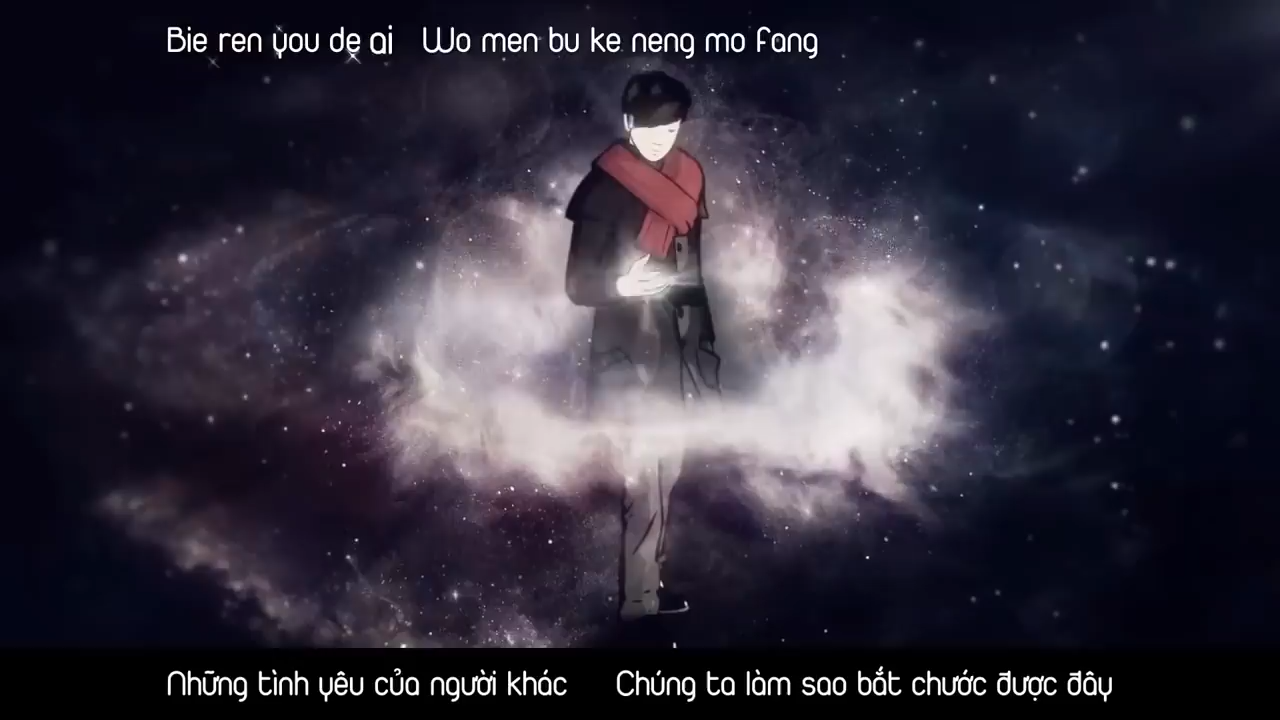 Bie ren you de ai Wo men bu ke neng mo fang
Những tình yêu của người khác Chúng ta làm sao bắt chước được đây